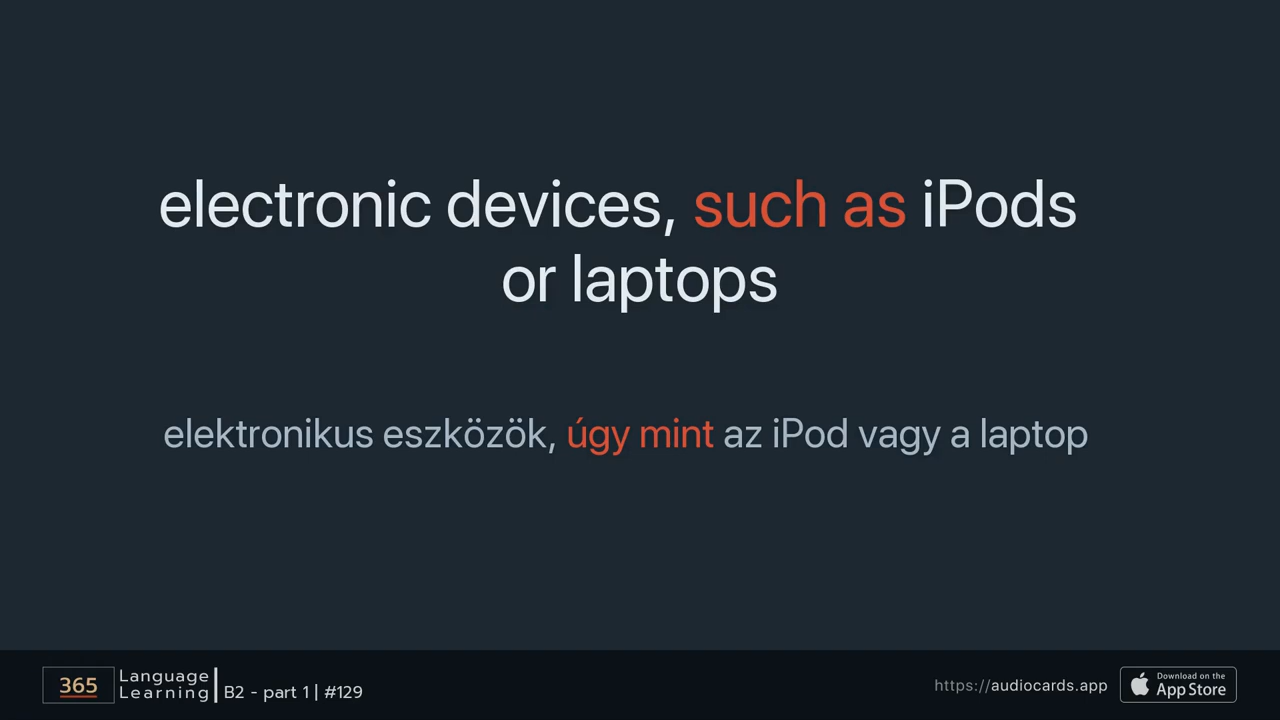 electronic devices, such as iPods
or laptops
elektronikus eszközök, úgy mint az iPod vagy a laptop
365
Language
Learning
B2 - part 1 | #129
https://audiocards.app
Download on the
App Store